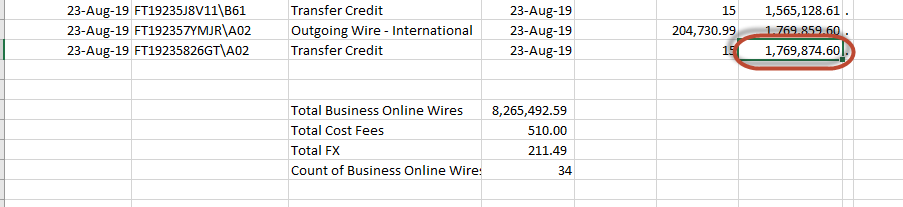 23-Aug-19 FT19235J8V11\B61 Transfer Credit 23-Aug-19 15 1,565,128.61 .
23-Aug-19 FT192357YMJR\A02 Outgoing Wire - International 23-Aug-19 204,730.99 1,769,859.60 .
23-Aug-19 FT19235826GT\A02 Transfer Credit 23-Aug-19 15 1,769,874.60 .
Total Business Online Wires 8,265,492.59
Total Cost Fees 510.00
Total FX 211.49
Count of Business Online Wires 34